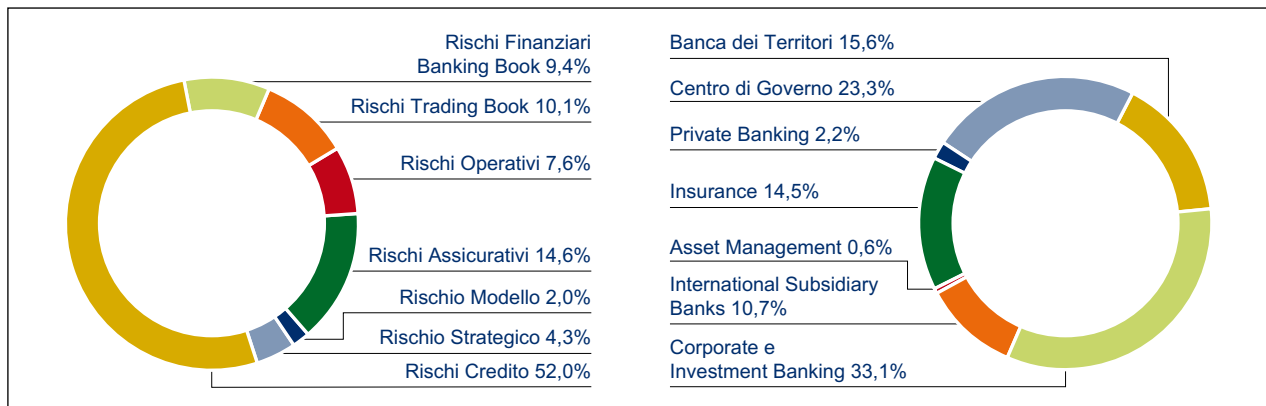 Rischi Finanziari
Banking Book 9,4%
Rischi Trading Book 10,1%
Rischi Operativi 7,6%
Rischi Assicurativi 14,6%
Rischio Modello 2,0%
Rischio Strategico 4,3%
Rischi Credito 52,0%
Banca dei Territori 15,6%
Centro di Governo 23,3%
Private Banking 2,2%
Insurance 14,5%
Asset Management 0,6%
International Subsidiary
Banks 10,7%
Corporate e
Investment Banking 33,1%